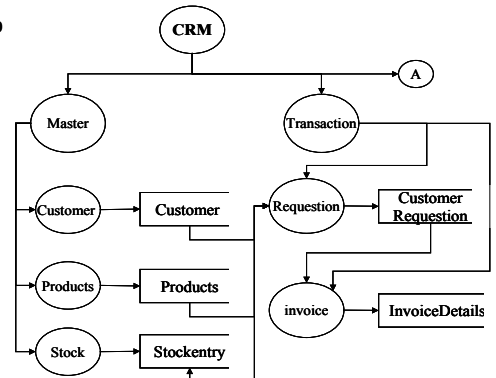 CRM
A
Master
Transaction
Customer
Customer
Requestion
Customer
Requestion
Products
Products
invoice
InvoiceDetails
Stock
Stockentry